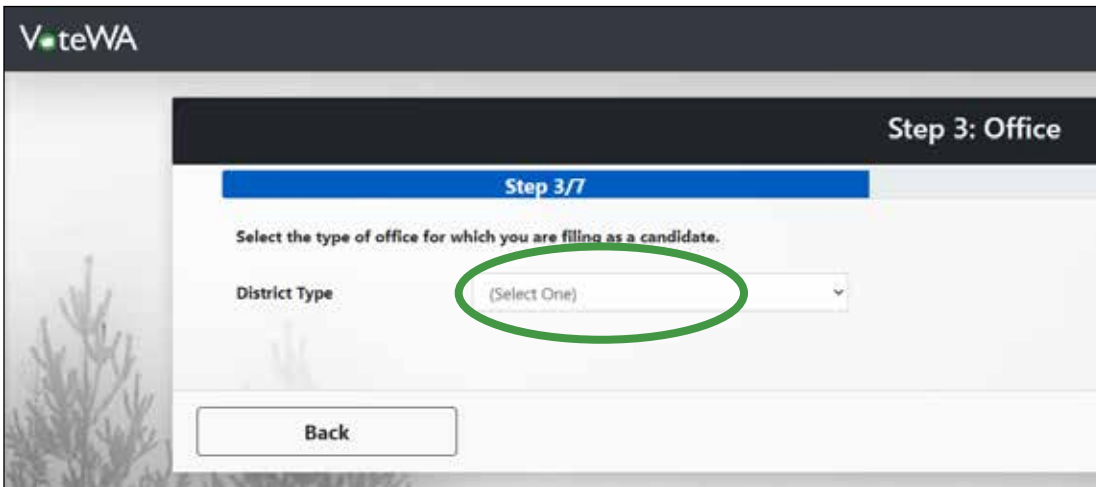 VoteWA
Step 3: Office
Step 3/7
Select the type of office for which you are filing as a candidate.
District Type
(Select One)
Back